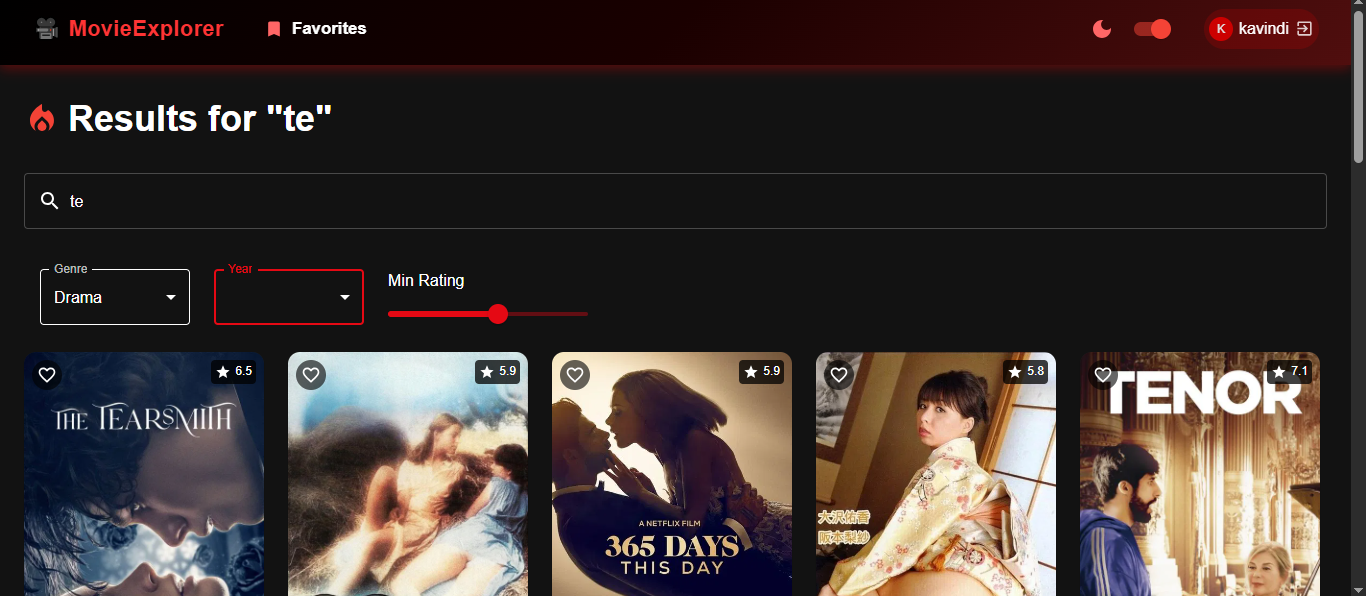 MovieExplorer
Favorites
K
kavindi
Results for "te"
te
Genre
Drama
Year
Min Rating
6.5
5.9
5.9
5.8
7.1
THE TEARSMITH
A NETFLIX FILM
365 DAYS
THIS DAY
大沢佑香
阪本梨紗
TENOR